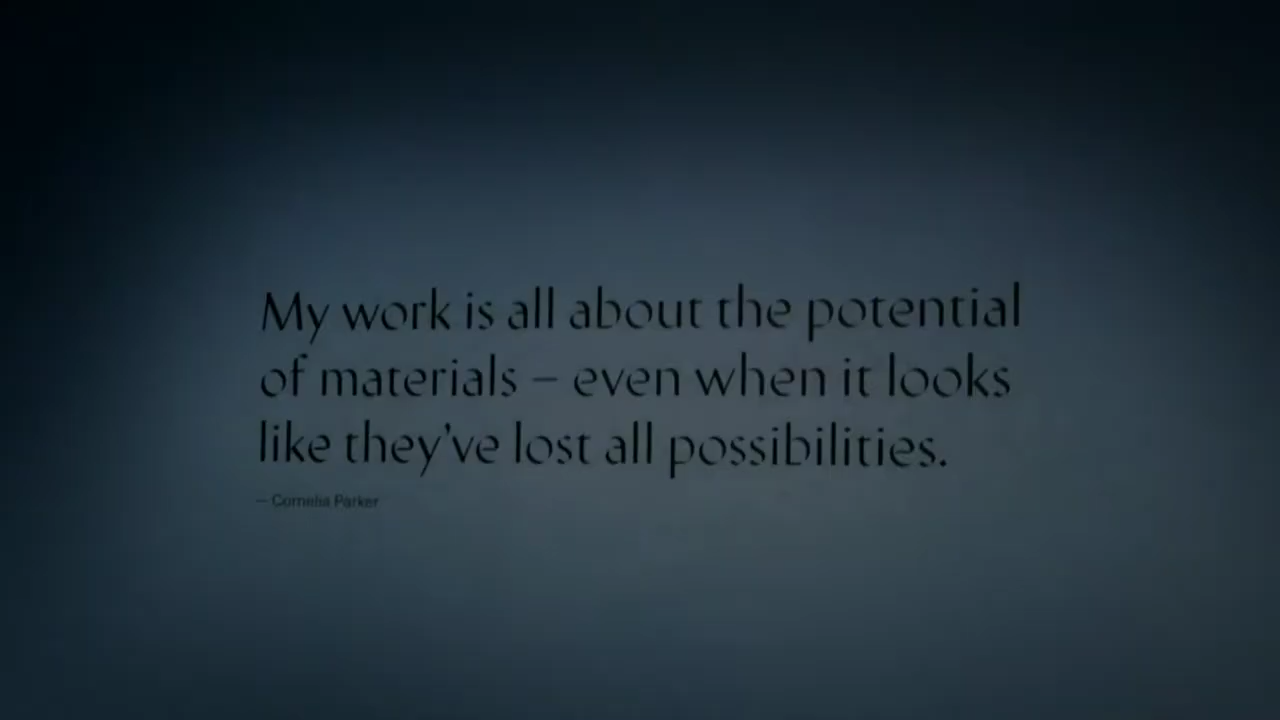 My work is all about the potential
of materials – even when it looks
like they've lost all possibilities.
— Cornelia Parker